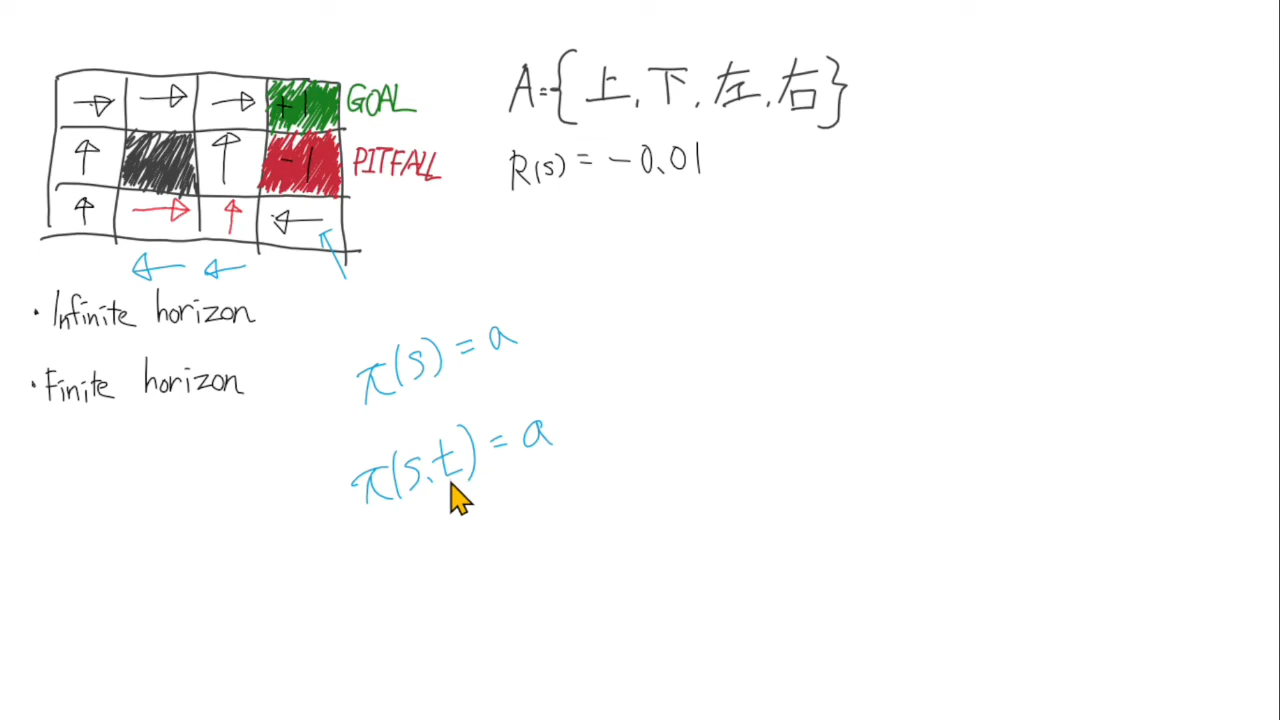 +1 GOAL
-1 PITFALL
A={上,下,左,右}
R(s) = -0.01
• Infinite horizon
• Finite horizon
π(s) = a
π(s,t) = a